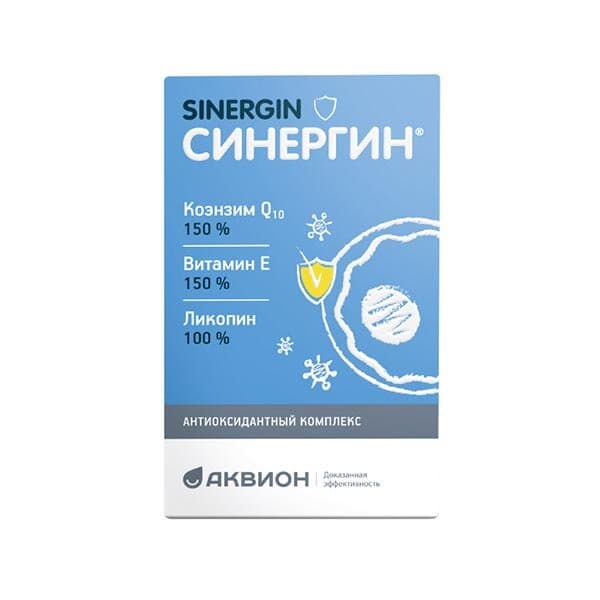 SINERGIN
СИНЕРГИН®
Коэнзим Q10
150 %
Витамин Е
150 %
Ликопин
100 %
АНТИОКСИДАНТНЫЙ КОМПЛЕКС
АКВИОН
Доказанная
эффективность